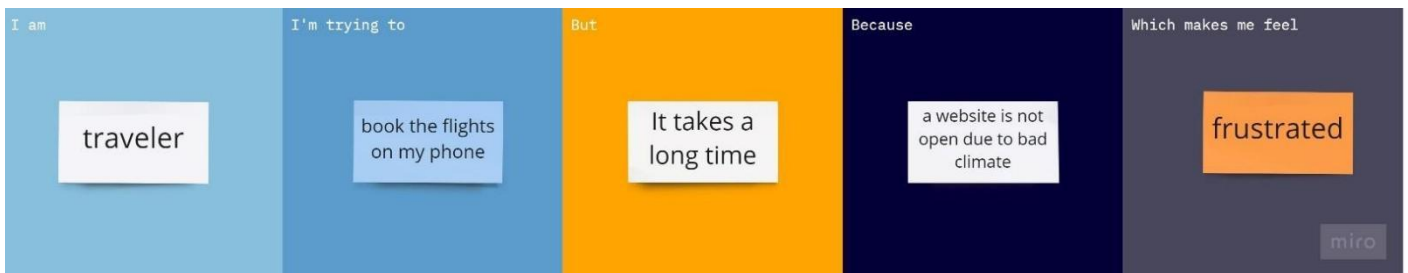 I am
traveler
I'm trying to
book the flights
on my phone
But
It takes a
long time
Because
a website is not
open due to bad
climate
Which makes me feel
frustrated
miro